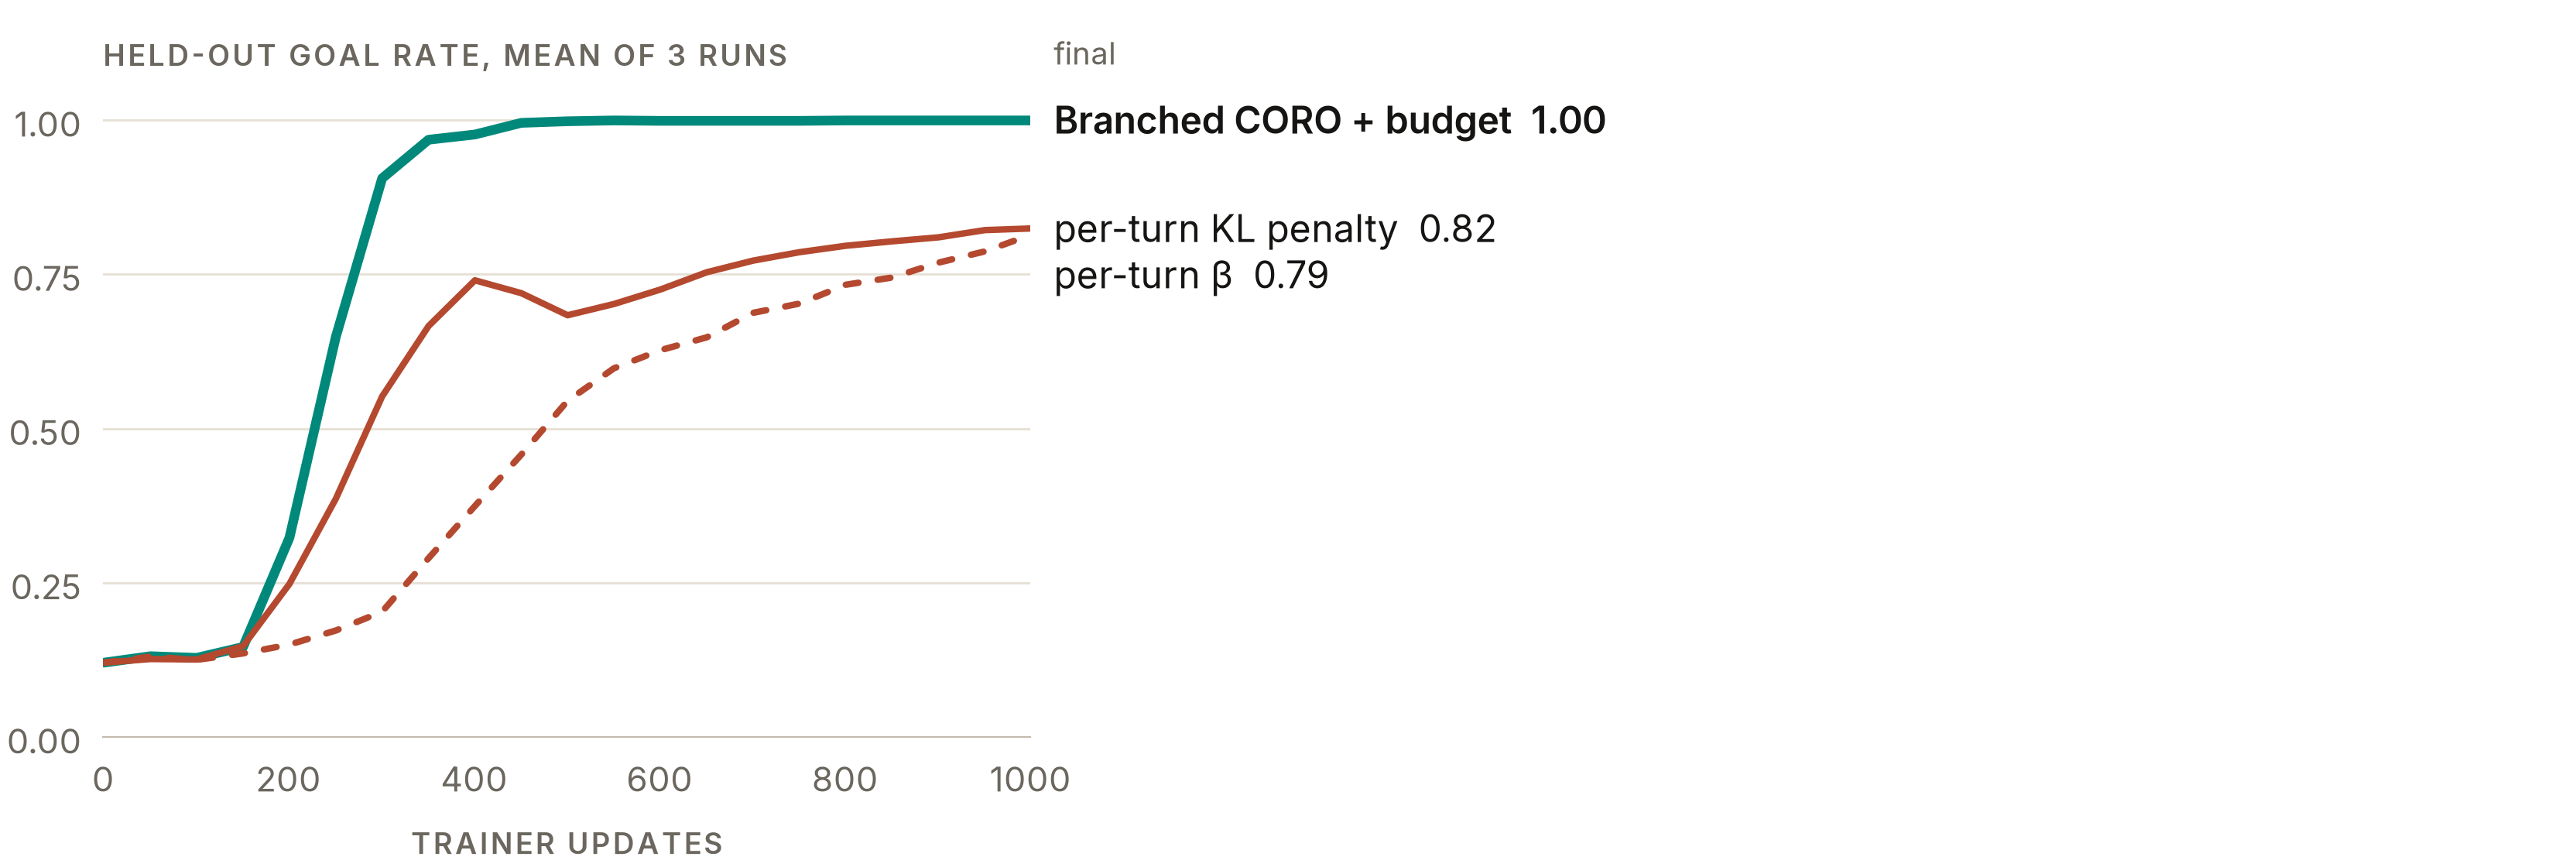 HELD-OUT GOAL RATE, MEAN OF 3 RUNS
final
1.00
Branched CORO + budget 1.00
per-turn KL penalty 0.82
0.75
per-turn β 0.79
0.50
0.25
0.00
0 200 400 600 800 1000
TRAINER UPDATES